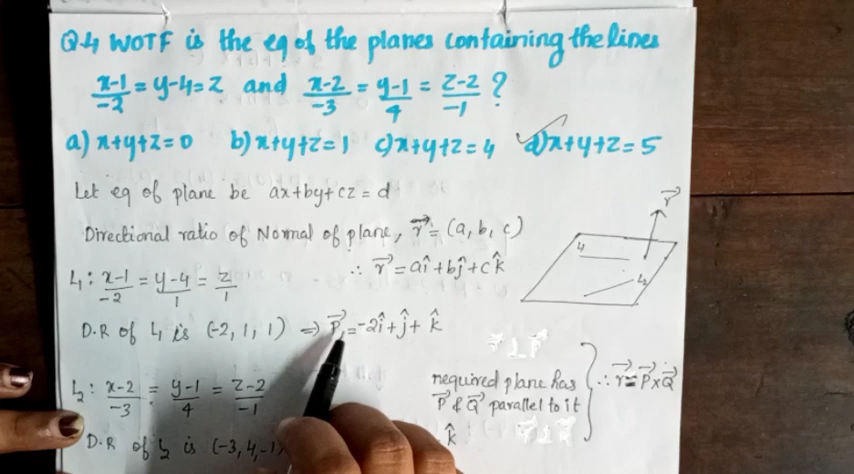 Q4 WOTF is the eq of the planes containing the lines
x-1/-2 = y-4 = z and x-2/-3 = y-1/4 = z-2/-1 ?
a) x+y+z=0 b) x+y+z=1 c) x+y+z=4 d) x+y+z=5
Let eq of plane be ax+by+cz=d
Directional ratio of Normal of plane, r⃗ = (a, b, c)
∴ r⃗ = aî+bĵ+ck̂
L₁: x-1/-2 = y-4/1 = z/1
D.R of L₁ is (-2, 1, 1) ⇒ P⃗, = -2î+ĵ+k̂
L₂: x-2/-3 = y-1/4 = z-2/-1
D.R of L₂ is (-3,4,-1)
k̂
required plane has
P⃗ & Q⃗ parallel to it
∴ r⃗ = P⃗×Q⃗
r⃗
L₁
L₂